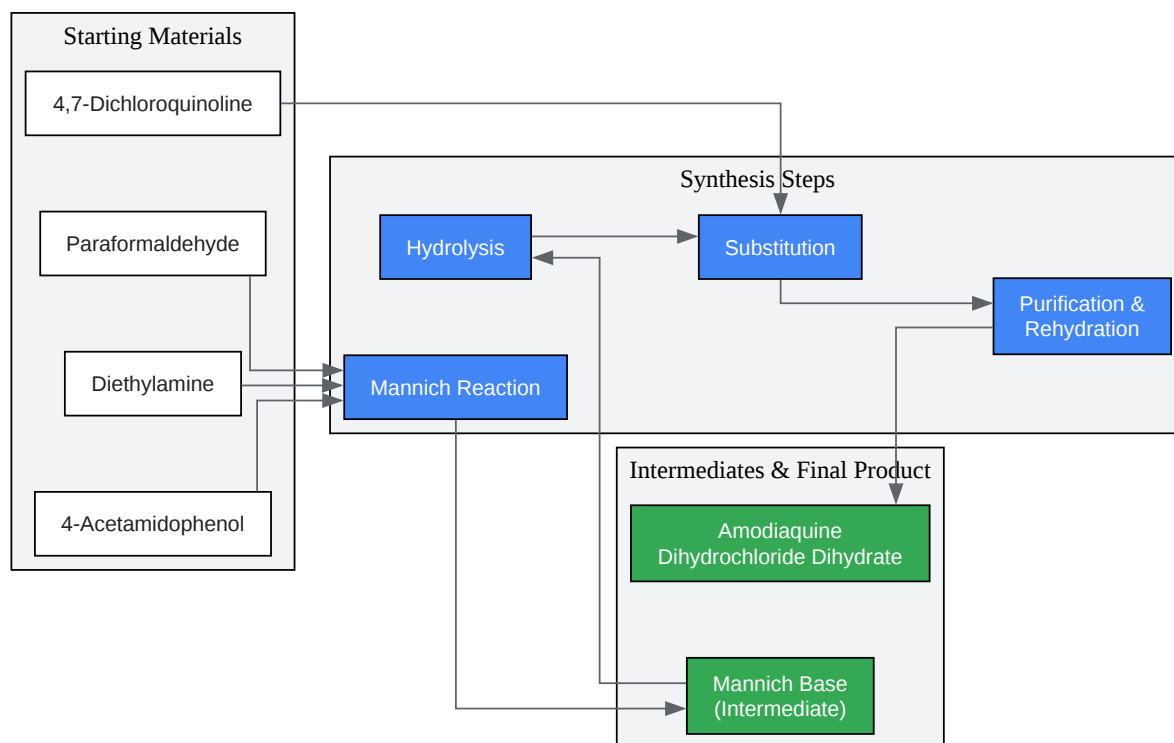 Starting Materials
4,7-Dichloroquinoline
Paraformaldehyde
Diethylamine
4-Acetamidophenol
Synthesis Steps
Hydrolysis
Substitution
Purification &
Rehydration
Mannich Reaction
Intermediates & Final Product
Amodiaquine
Dihydrochloride Dihydrate
Mannich Base
(Intermediate)